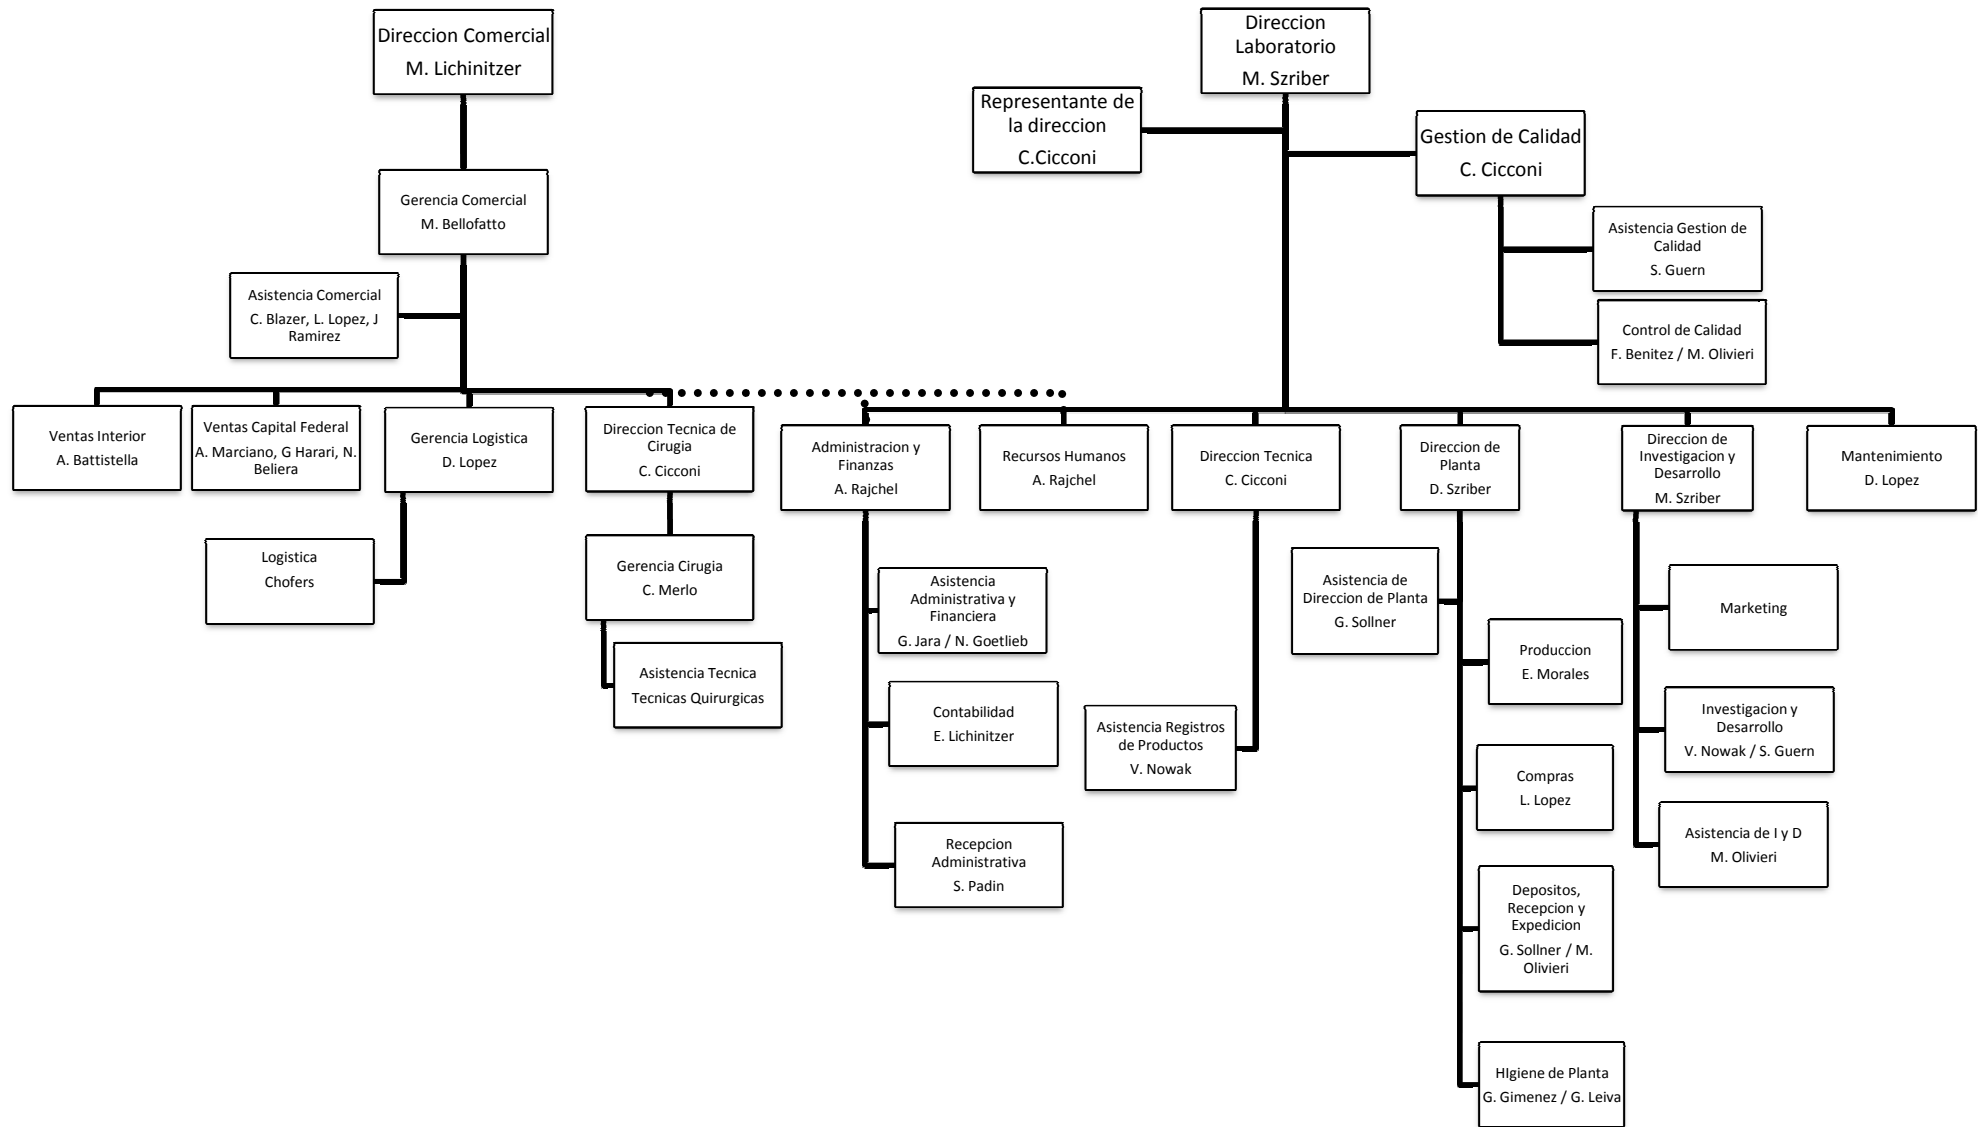 Direccion Comercial
M. Lichinitzer
Direccion
Laboratorio
M. Szriber
Representante de
la direccion
C.Cicconi
Gestion de Calidad
C. Cicconi
Gerencia Comercial
M. Bellofatto
Asistencia Gestion de
Calidad
S. Guern
Asistencia Comercial
C. Blazer, L. Lopez, J
Ramirez
Control de Calidad
F. Benitez / M. Olivieri
Ventas Interior
A. Battistella
Ventas Capital Federal
A. Marciano, G Harari, N.
Beliera
Gerencia Logistica
D. Lopez
Direccion Tecnica de
Cirugia
C. Cicconi
Administracion y
Finanzas
A. Rajchel
Recursos Humanos
A. Rajchel
Direccion Tecnica
C. Cicconi
Direccion de
Planta
D. Szriber
Direccion de
Investigacion y
Desarrollo
M. Szriber
Mantenimiento
D. Lopez
Logistica
Chofers
Gerencia Cirugia
C. Merlo
Asistencia Tecnica
Tecnicas Quirurgicas
Asistencia
Administrativa y
Financiera
G. Jara / N. Goetlieb
Contabilidad
E. Lichinitzer
Recepcion
Administrativa
S. Padin
Asistencia Registros
de Productos
V. Nowak
Asistencia de
Direccion de Planta
G. Sollner
Produccion
E. Morales
Compras
L. Lopez
Depositos,
Recepcion y
Expedicion
G. Sollner / M.
Olivieri
HIgiene de Planta
G. Gimenez / G. Leiva
Marketing
Investigacion y
Desarrollo
V. Nowak / S. Guern
Asistencia de I y D
M. Olivieri